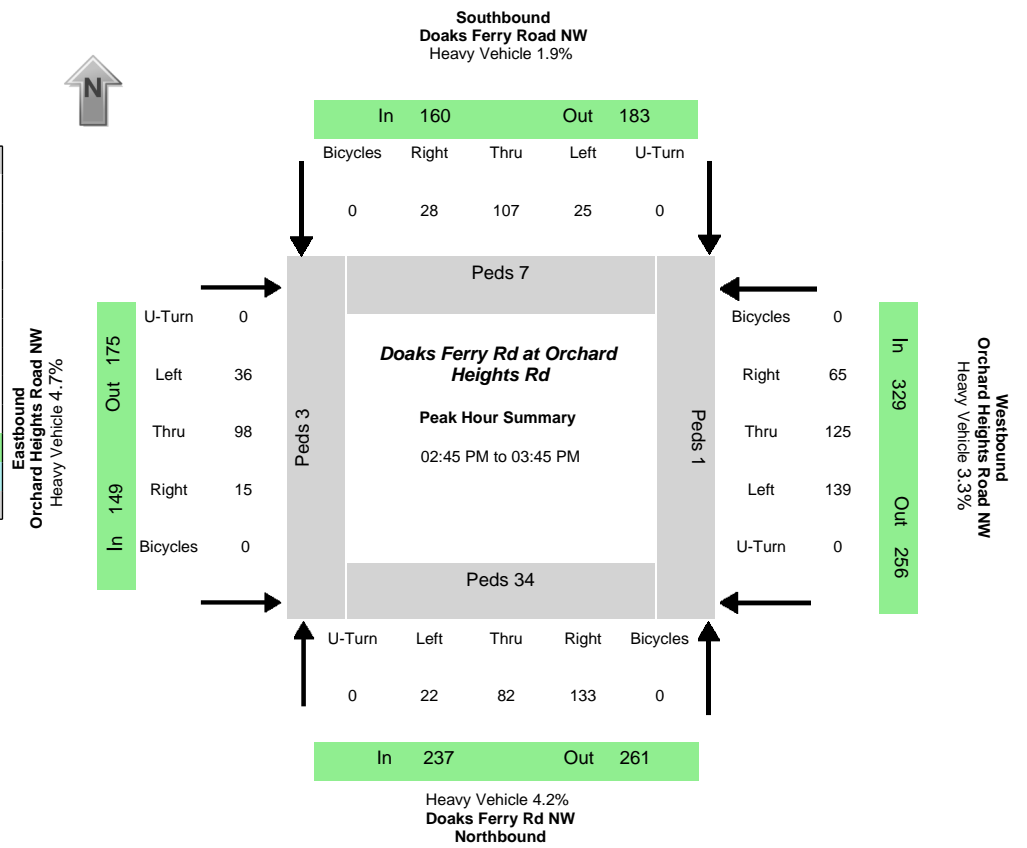 Southbound
Doaks Ferry Road NW
Heavy Vehicle 1.9%
N
In 160 Out 183
Bicycles Right Thru Left U-Turn
0 28 107 25 0
Peds 7
Eastbound
Orchard Heights Road NW
Heavy Vehicle 4.7%
In 149 Out 175
U-Turn 0
Left 36
Thru 98
Right 15
Bicycles 0
Peds 3
Doaks Ferry Rd at Orchard
Heights Rd
Peak Hour Summary
02:45 PM to 03:45 PM
Peds 1
Bicycles 0
Right 65
Thru 125
Left 139
U-Turn 0
In 329 Out 256
Westbound
Orchard Heights Road NW
Heavy Vehicle 3.3%
Peds 34
U-Turn Left Thru Right Bicycles
0 22 82 133 0
In 237 Out 261
Heavy Vehicle 4.2%
Doaks Ferry Rd NW
Northbound